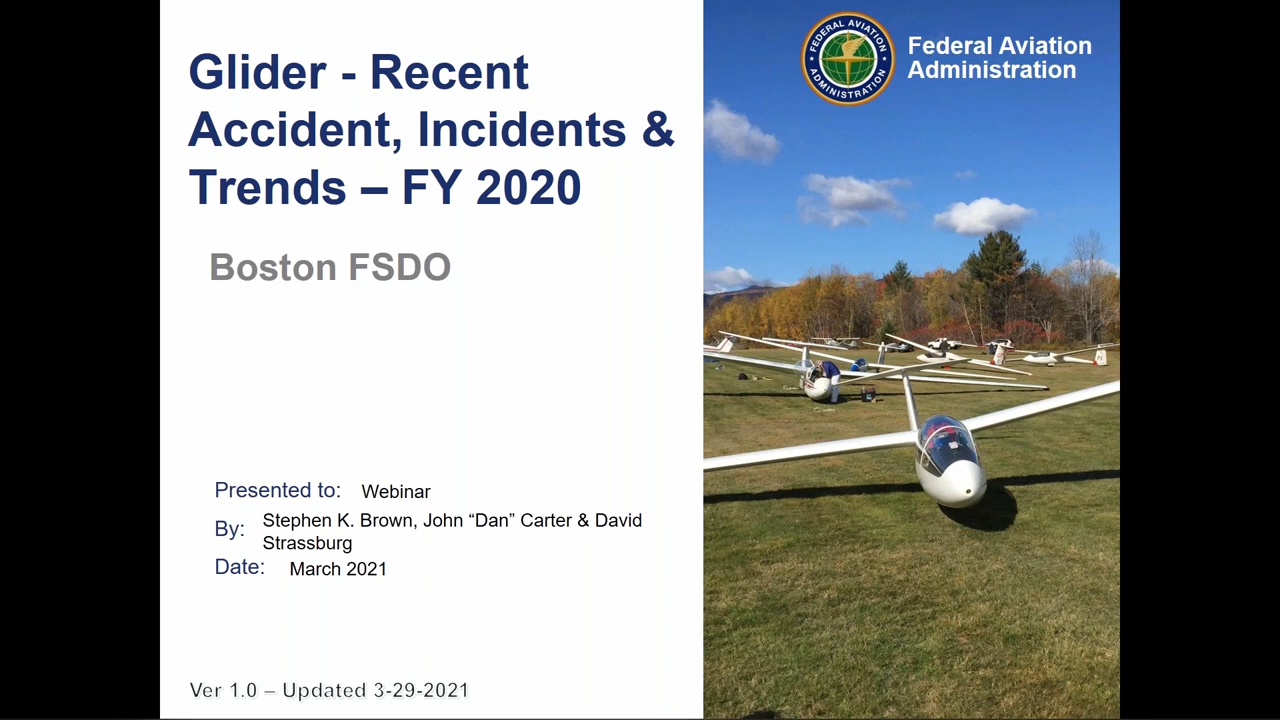 Glider - Recent
Accident, Incidents &
Trends – FY 2020
Boston FSDO
Presented to: Webinar
By: Stephen K. Brown, John “Dan” Carter & David
Strassburg
Date: March 2021
Ver 1.0 – Updated 3-29-2021
FEDERAL AVIATION
ADMINISTRATION
Federal Aviation
Administration